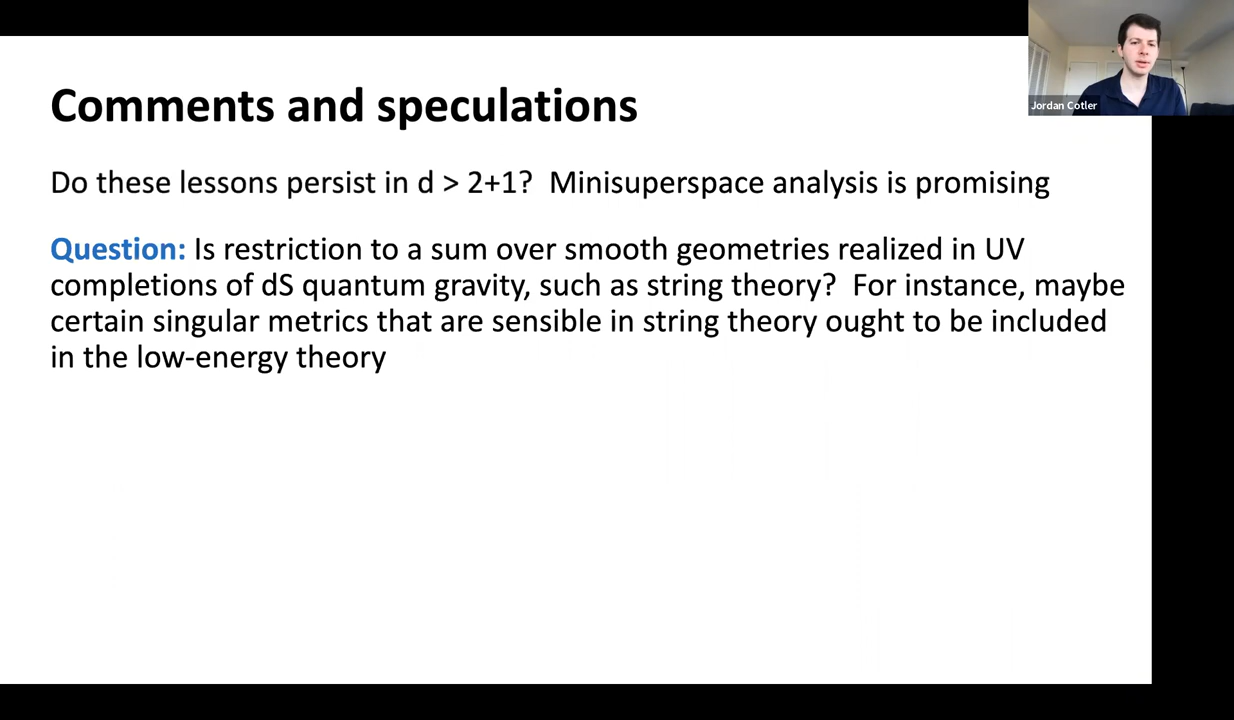 Comments and speculations
Jordan Cotler
Do these lessons persist in d > 2+1?  Minisuperspace analysis is promising
Question: Is restriction to a sum over smooth geometries realized in UV
completions of dS quantum gravity, such as string theory?  For instance, maybe
certain singular metrics that are sensible in string theory ought to be included
in the low-energy theory